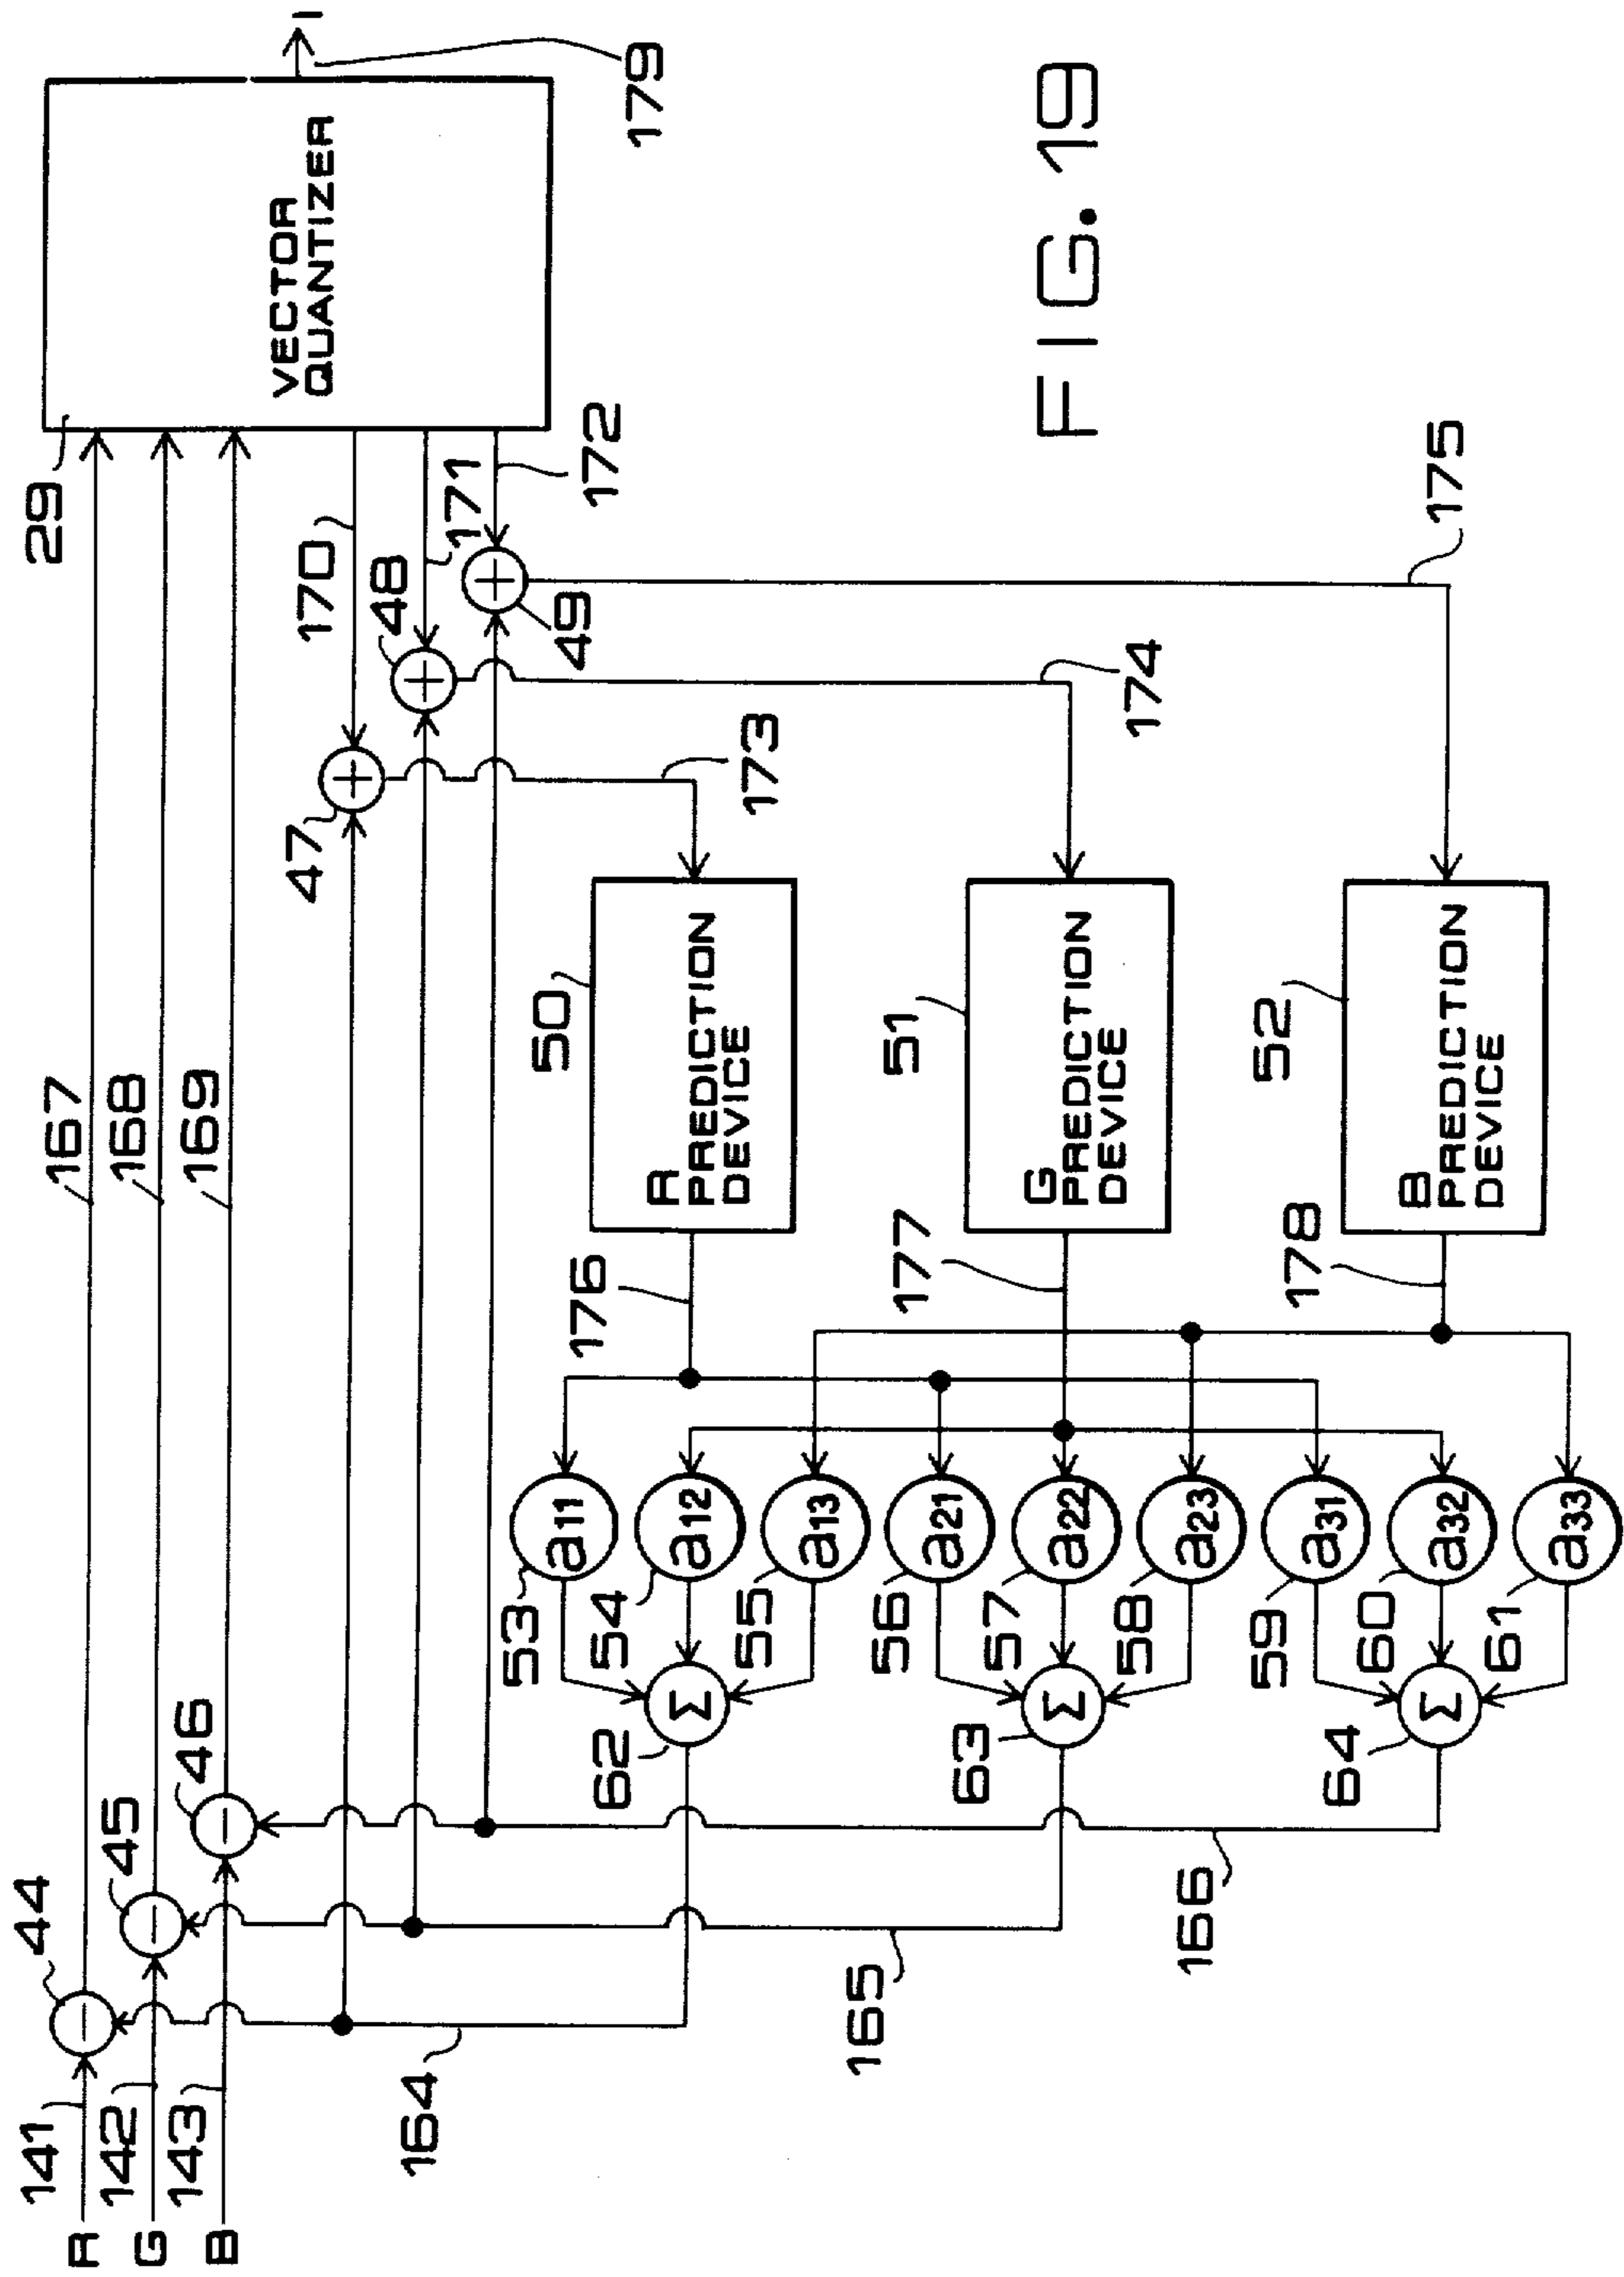 R
G
B
141
142
143
44
45
46
167
168
169
29
VECTOR
QUANTIZER
I
179
170
171
172
47
48
49
173
174
175
164
165
166
50
R
PREDICTION
DEVICE
51
G
PREDICTION
DEVICE
52
B
PREDICTION
DEVICE
176
177
178
53
a11
54
a12
55
a13
56
a21
57
a22
58
a23
59
a31
60
a32
61
a33
62
Σ
63
Σ
64
Σ
FIG. 19